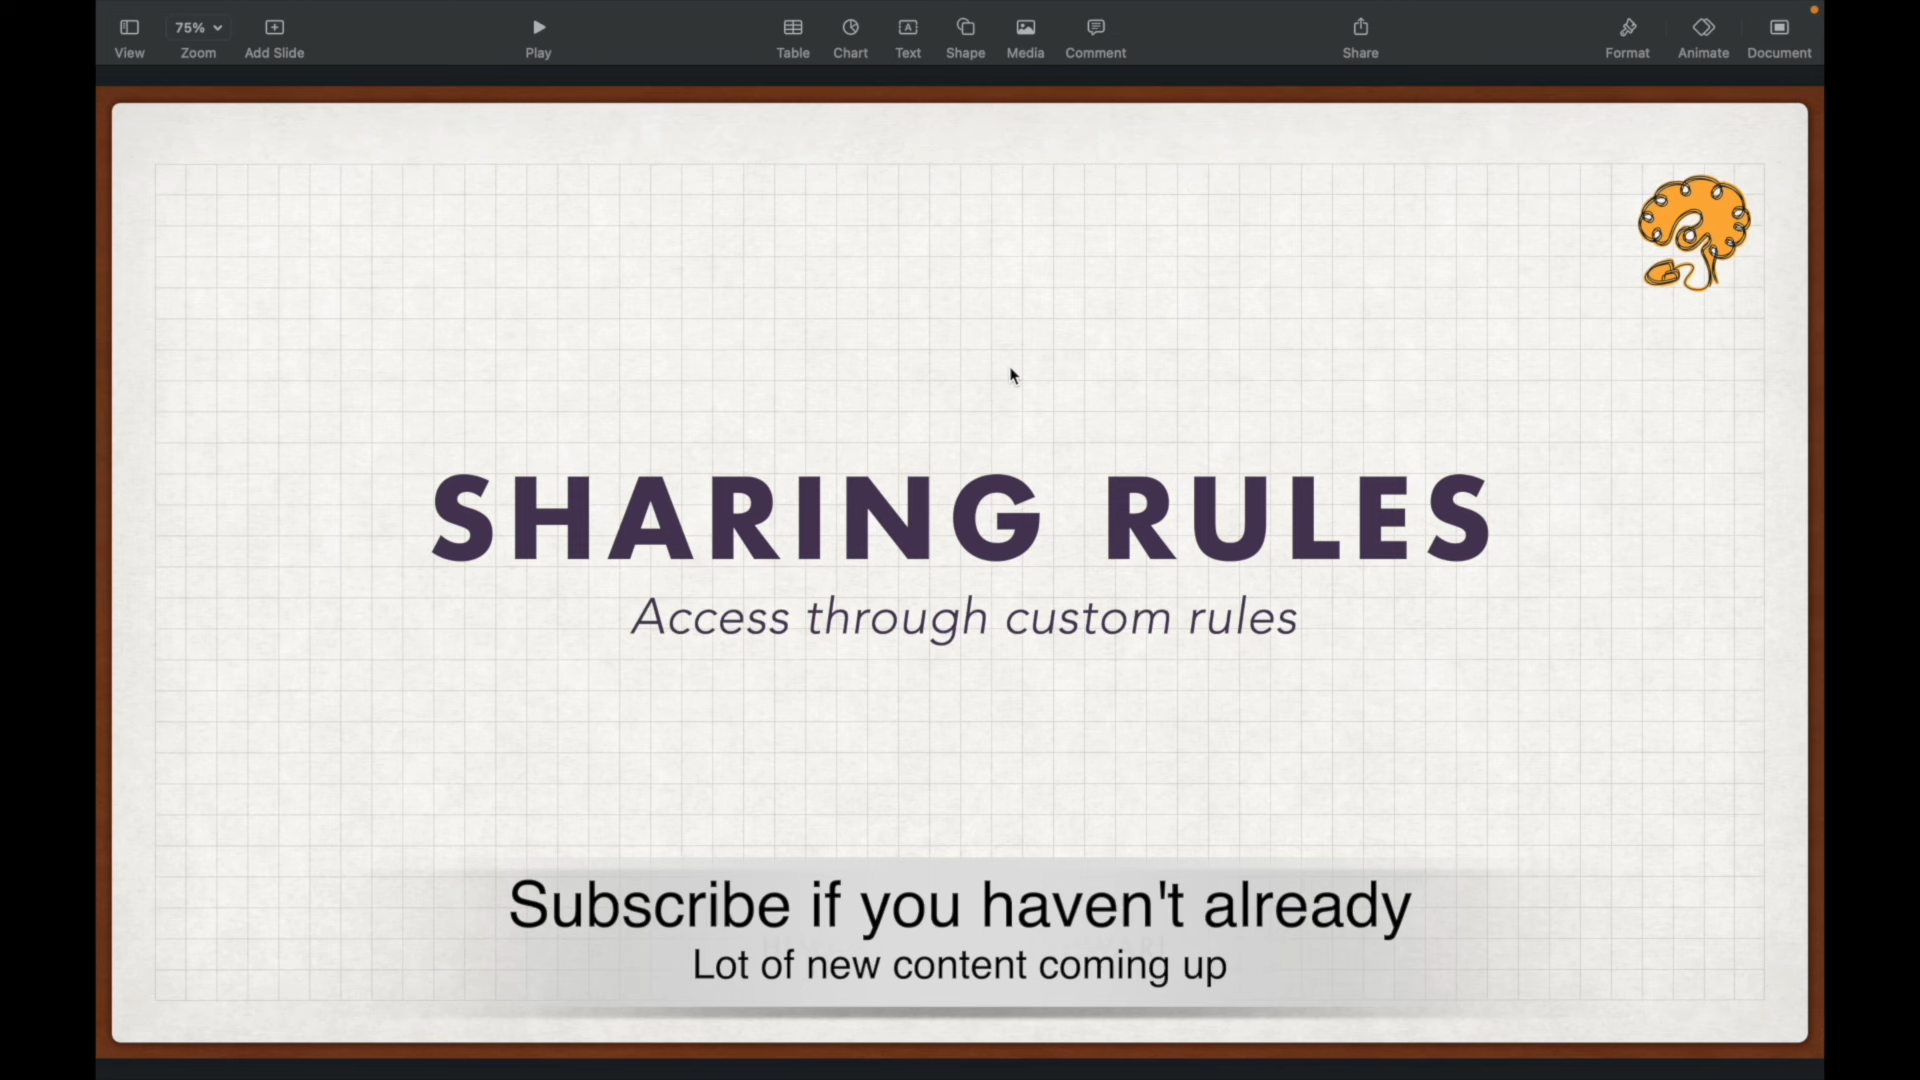 75%
View
Zoom
Add Slide
Play
Table
Chart
Text
Shape
Media
Comment
Share
Format
Animate
Document
SHARING RULES
Access through custom rules
Subscribe if you haven't already
Lot of new content coming up